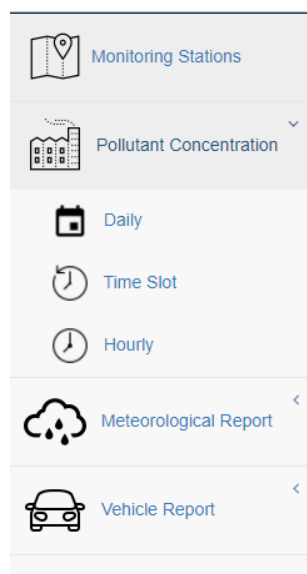 Monitoring Stations
Pollutant Concentration
Daily
Time Slot
Hourly
Meteorological Report
Vehicle Report